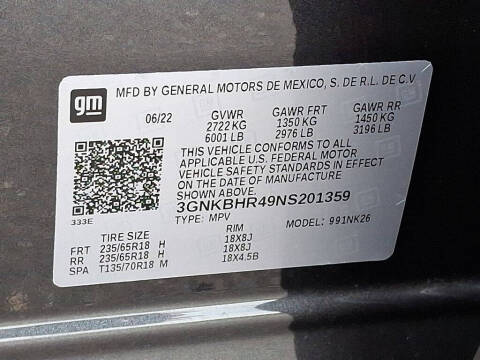 gm
MFD BY GENERAL MOTORS DE MEXICO, S. DE R.L. DE C.V
06/22 GVWR GAWR FRT GAWR RR
2722 KG 1350 KG 1450 KG
6001 LB 2976 LB 3196 LB
THIS VEHICLE CONFORMS TO ALL
APPLICABLE U.S. FEDERAL MOTOR
VEHICLE SAFETY STANDARDS IN EFFECT
ON THE DATE OF MANUFACTURE
SHOWN ABOVE.
3GNKBHR49NS201359
333E TYPE: MPV MODEL: 991NK26
TIRE SIZE RIM
FRT 235/65R18 H 18X8J
RR 235/65R18 H 18X8J
SPA T135/70R18 M 18X4.5B